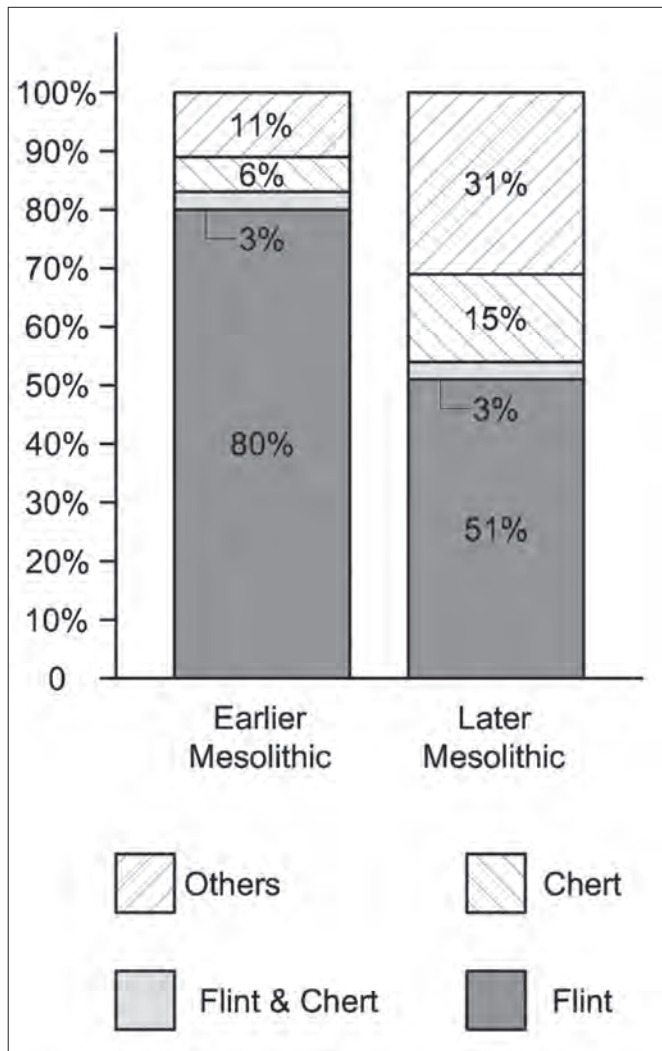 100%
90%
80%
70%
60%
50%
40%
30%
20%
10%
0
11%
6%
3%
80%
31%
15%
3%
51%
Earlier
Mesolithic
Later
Mesolithic
Others
Chert
Flint & Chert
Flint